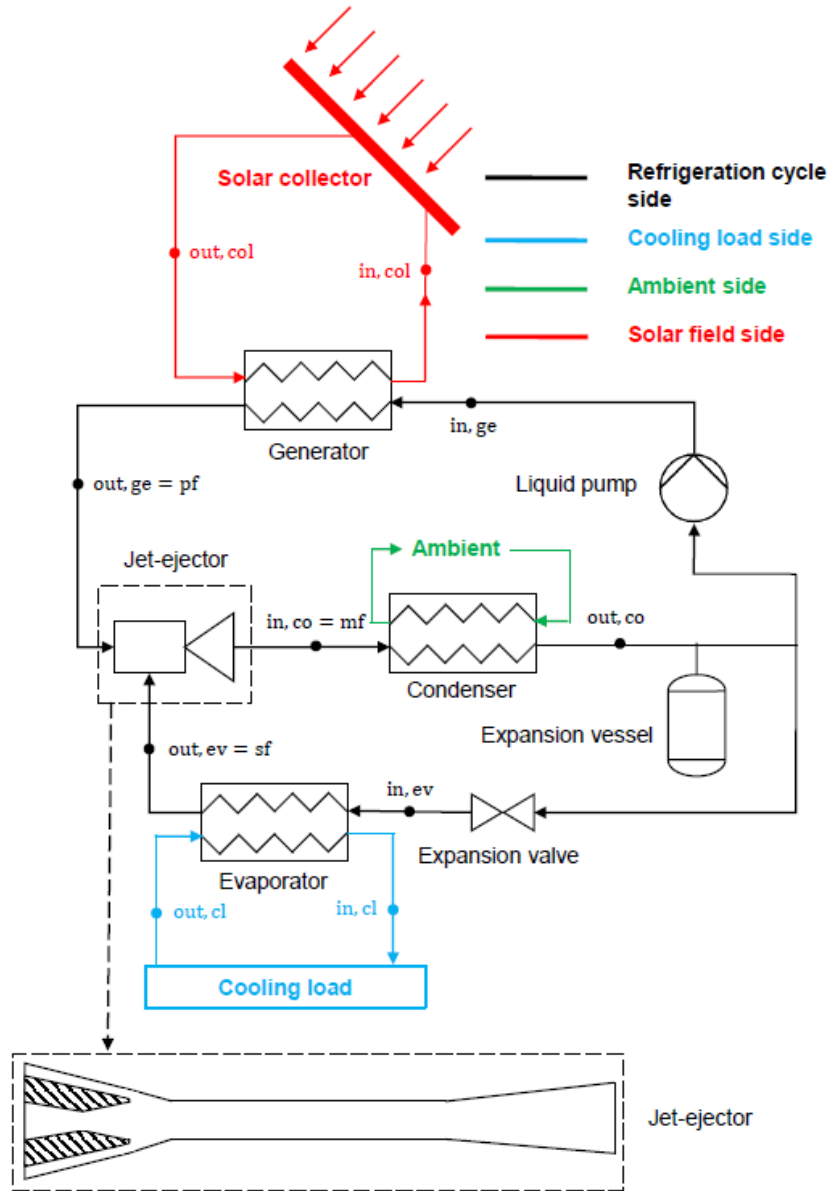 Solar collector
Refrigeration cycle
side
Cooling load side
Ambient side
Solar field side
out, col
in, col
in, ge
Generator
Liquid pump
out, ge = pf
Jet-ejector
Ambient
in, co = mf
out, co
Condenser
Expansion vessel
out, ev = sf
in, ev
Expansion valve
Evaporator
out, cl
in, cl
Cooling load
Jet-ejector